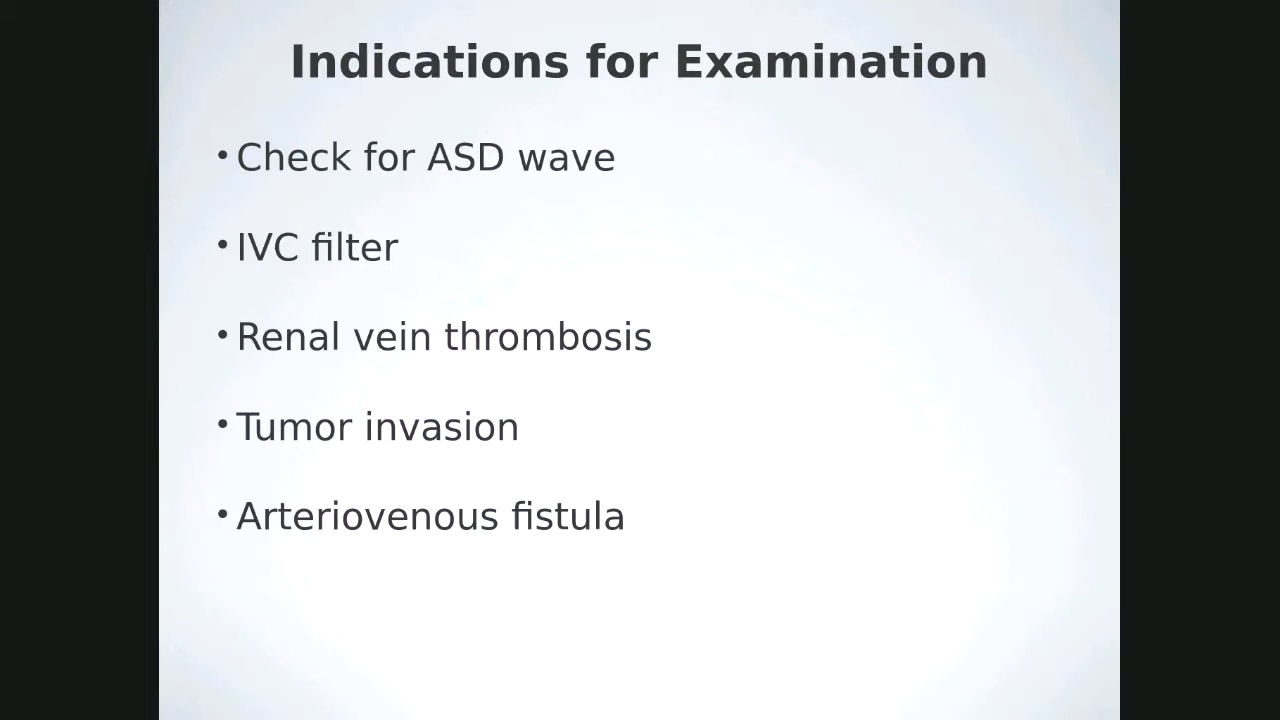 Indications for Examination
• Check for ASD wave
• IVC filter
• Renal vein thrombosis
• Tumor invasion
• Arteriovenous fistula